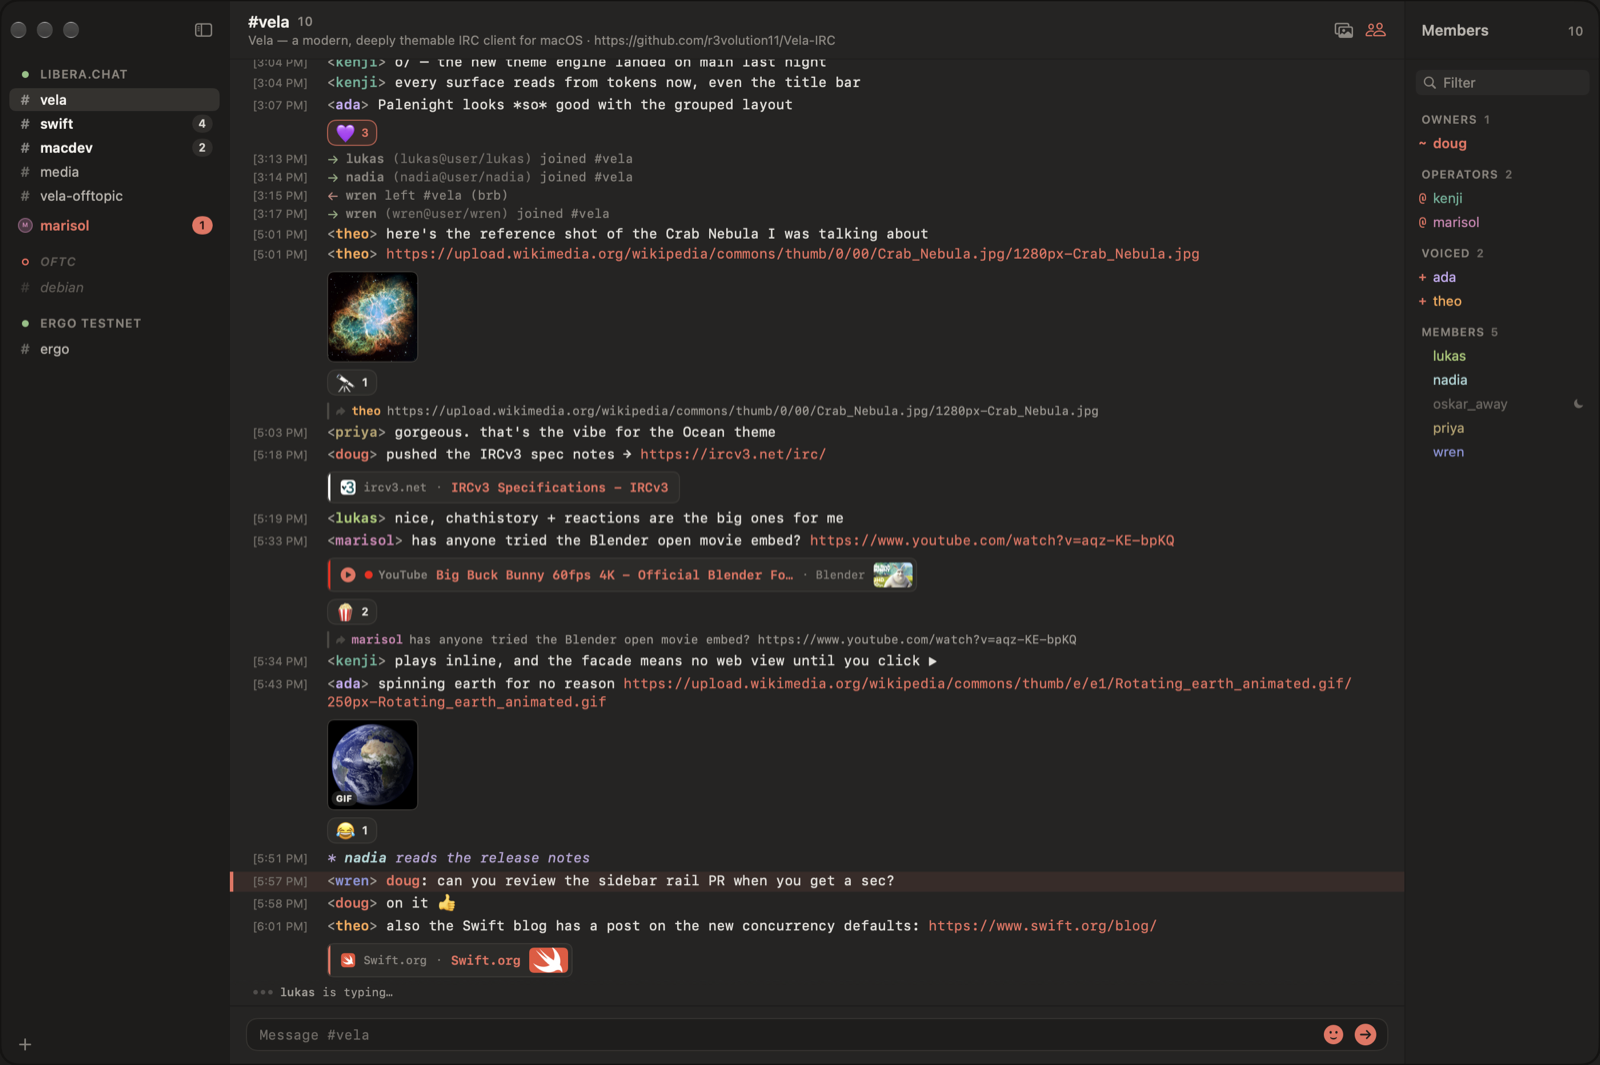 LIBERA.CHAT
# vela
# swift 4
# macdev 2
# media
# vela-offtopic
M marisol 1
OFTC
# debian
ERGO TESTNET
# ergo
#vela 10
Vela — a modern, deeply themable IRC client for macOS · https://github.com/r3volution11/Vela-IRC
[3:04 PM] <kenji> o/ — the new theme engine landed on main last night
[3:04 PM] <kenji> every surface reads from tokens now, even the title bar
[3:07 PM] <ada> Palenight looks *so* good with the grouped layout
💜 3
[3:13 PM] → lukas (lukas@user/lukas) joined #vela
[3:14 PM] → nadia (nadia@user/nadia) joined #vela
[3:15 PM] ← wren left #vela (brb)
[3:17 PM] → wren (wren@user/wren) joined #vela
[5:01 PM] <theo> here's the reference shot of the Crab Nebula I was talking about
[5:01 PM] <theo> https://upload.wikimedia.org/wikipedia/commons/thumb/0/00/Crab_Nebula.jpg/1280px-Crab_Nebula.jpg
🔭 1
theo https://upload.wikimedia.org/wikipedia/commons/thumb/0/00/Crab_Nebula.jpg/1280px-Crab_Nebula.jpg
[5:03 PM] <priya> gorgeous. that's the vibe for the Ocean theme
[5:18 PM] <doug> pushed the IRCv3 spec notes → https://ircv3.net/irc/
ircv3.net · IRCv3 Specifications – IRCv3
[5:19 PM] <lukas> nice, chathistory + reactions are the big ones for me
[5:33 PM] <marisol> has anyone tried the Blender open movie embed? https://www.youtube.com/watch?v=aqz-KE-bpKQ
YouTube Big Buck Bunny 60fps 4K – Official Blender Fo… · Blender
🍿 2
marisol has anyone tried the Blender open movie embed? https://www.youtube.com/watch?v=aqz-KE-bpKQ
[5:34 PM] <kenji> plays inline, and the facade means no web view until you click ▶
[5:43 PM] <ada> spinning earth for no reason https://upload.wikimedia.org/wikipedia/commons/thumb/e/e1/Rotating_earth_animated.gif/
250px-Rotating_earth_animated.gif
GIF
😂 1
[5:51 PM] * nadia reads the release notes
[5:57 PM] <wren> doug: can you review the sidebar rail PR when you get a sec?
[5:58 PM] <doug> on it 👍
[6:01 PM] <theo> also the Swift blog has a post on the new concurrency defaults: https://www.swift.org/blog/
Swift.org · Swift.org
lukas is typing…
Message #vela
Members 10
Filter
OWNERS 1
~ doug
OPERATORS 2
@ kenji
@ marisol
VOICED 2
+ ada
+ theo
MEMBERS 5
lukas
nadia
oskar_away
priya
wren